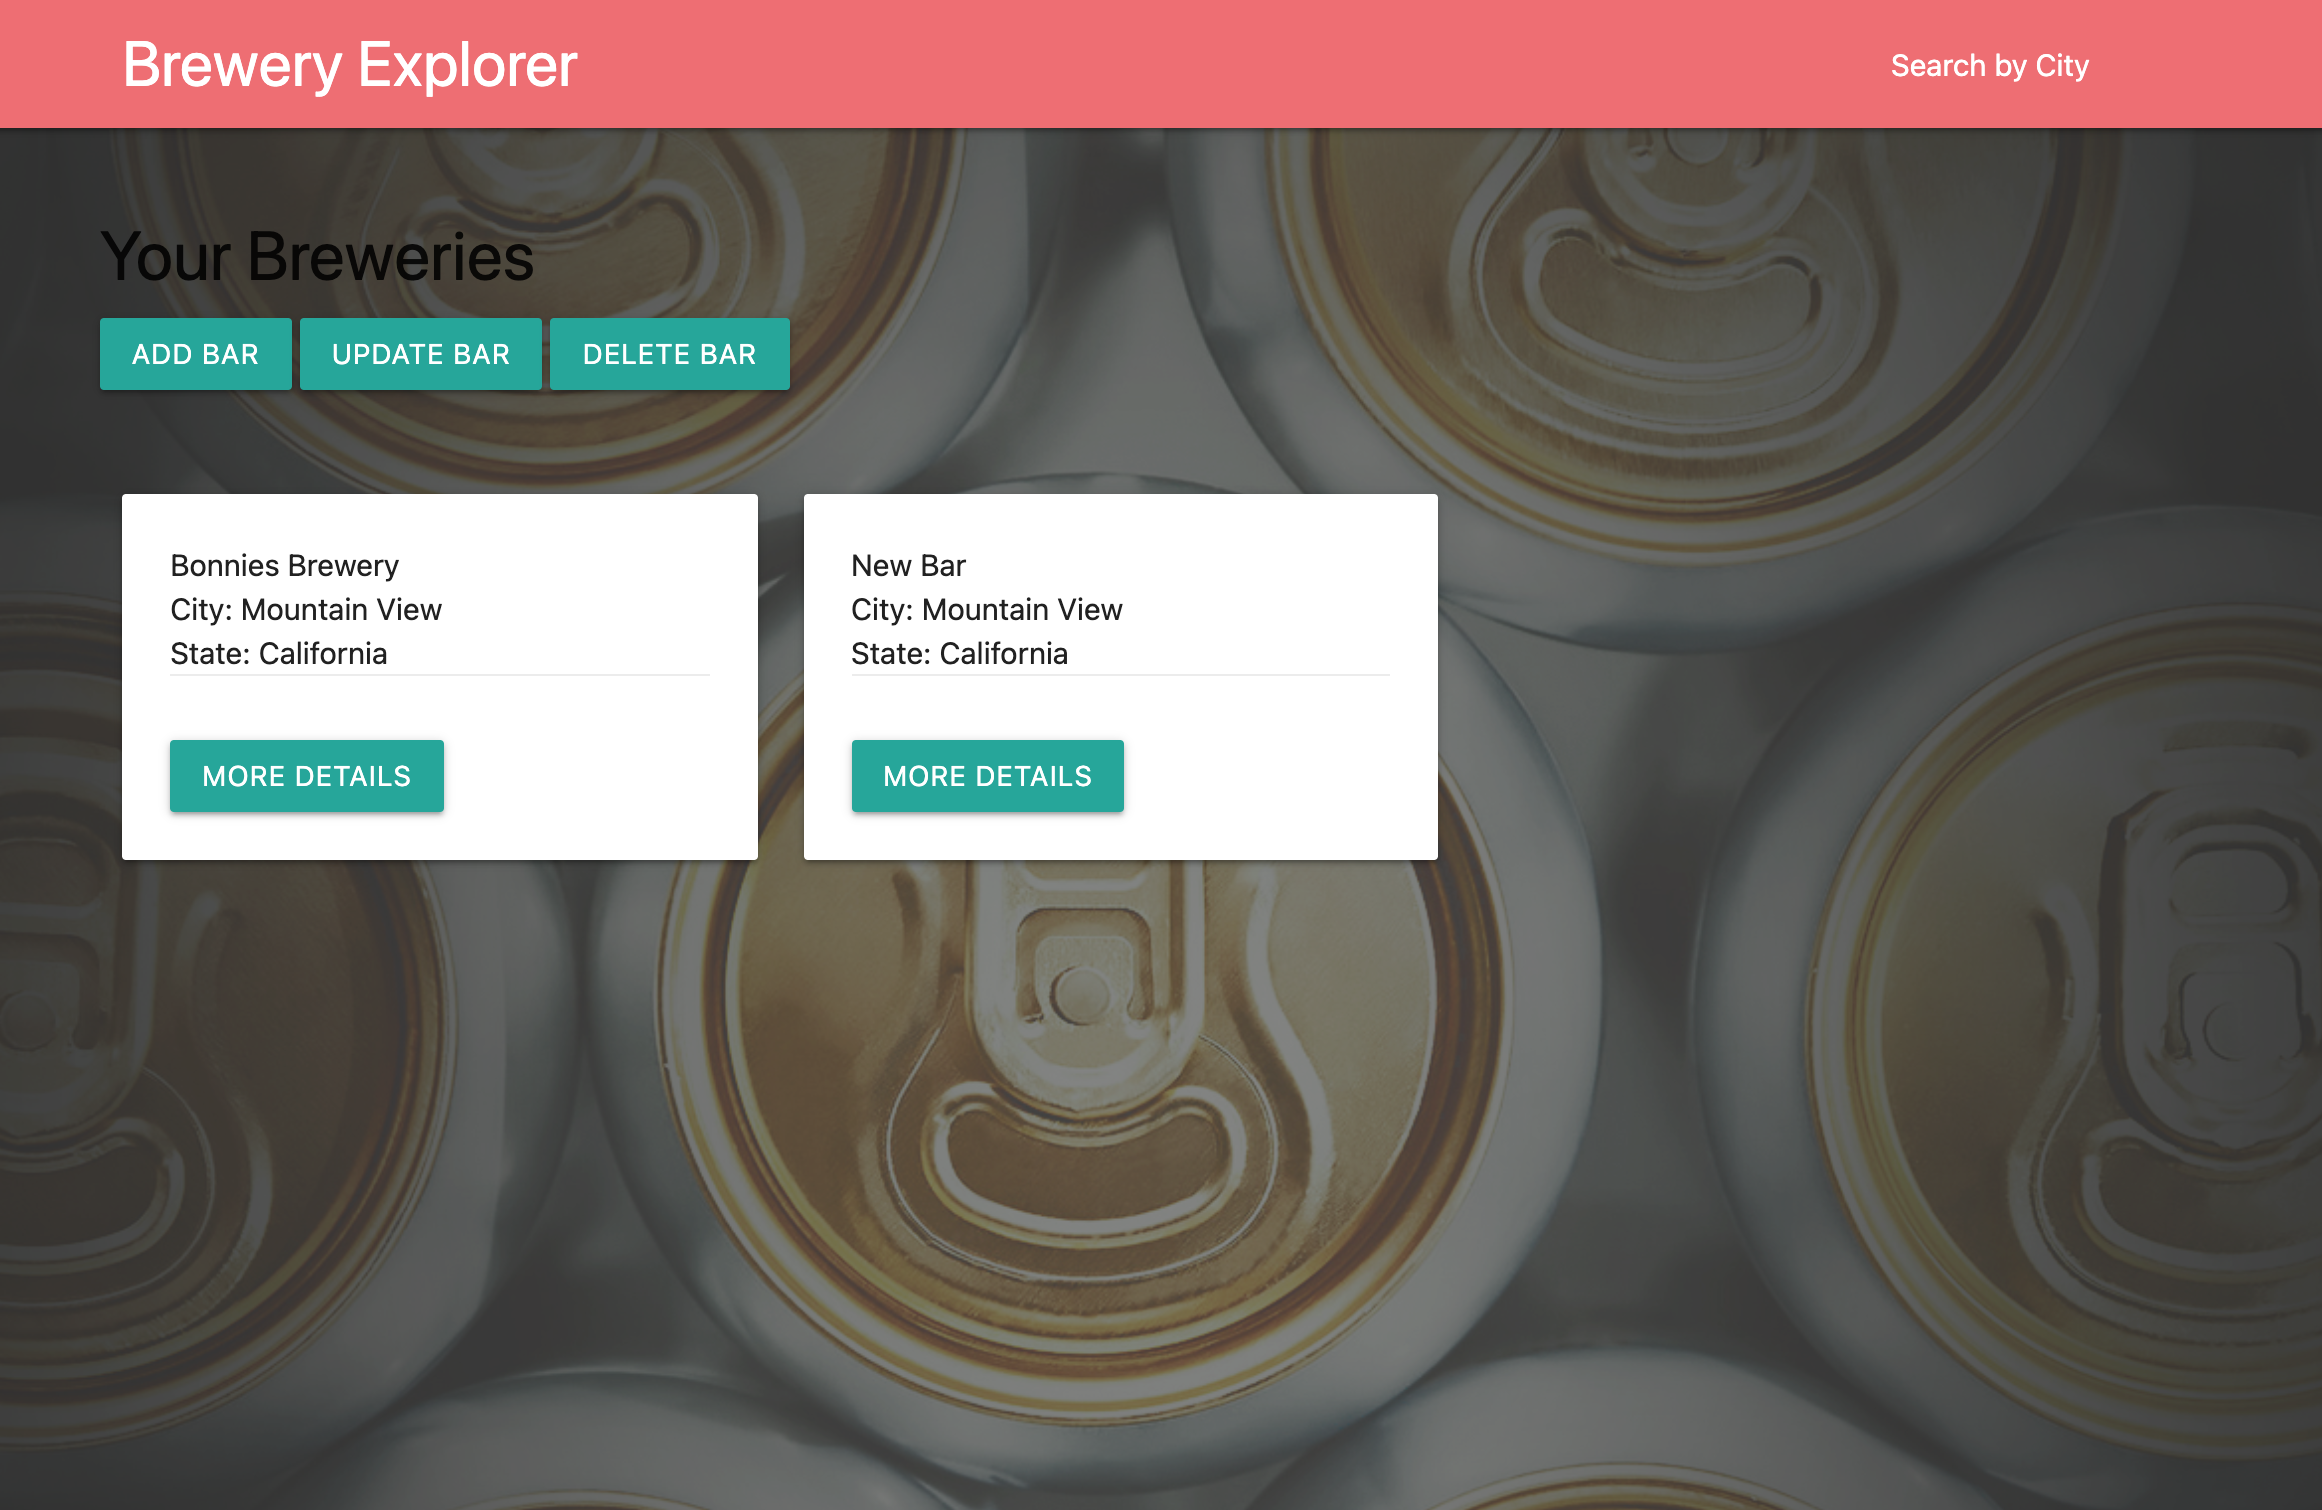 Brewery Explorer
Search by City
Your Breweries
ADD BAR
UPDATE BAR
DELETE BAR
Bonnies Brewery
City: Mountain View
State: California
MORE DETAILS
New Bar
City: Mountain View
State: California
MORE DETAILS